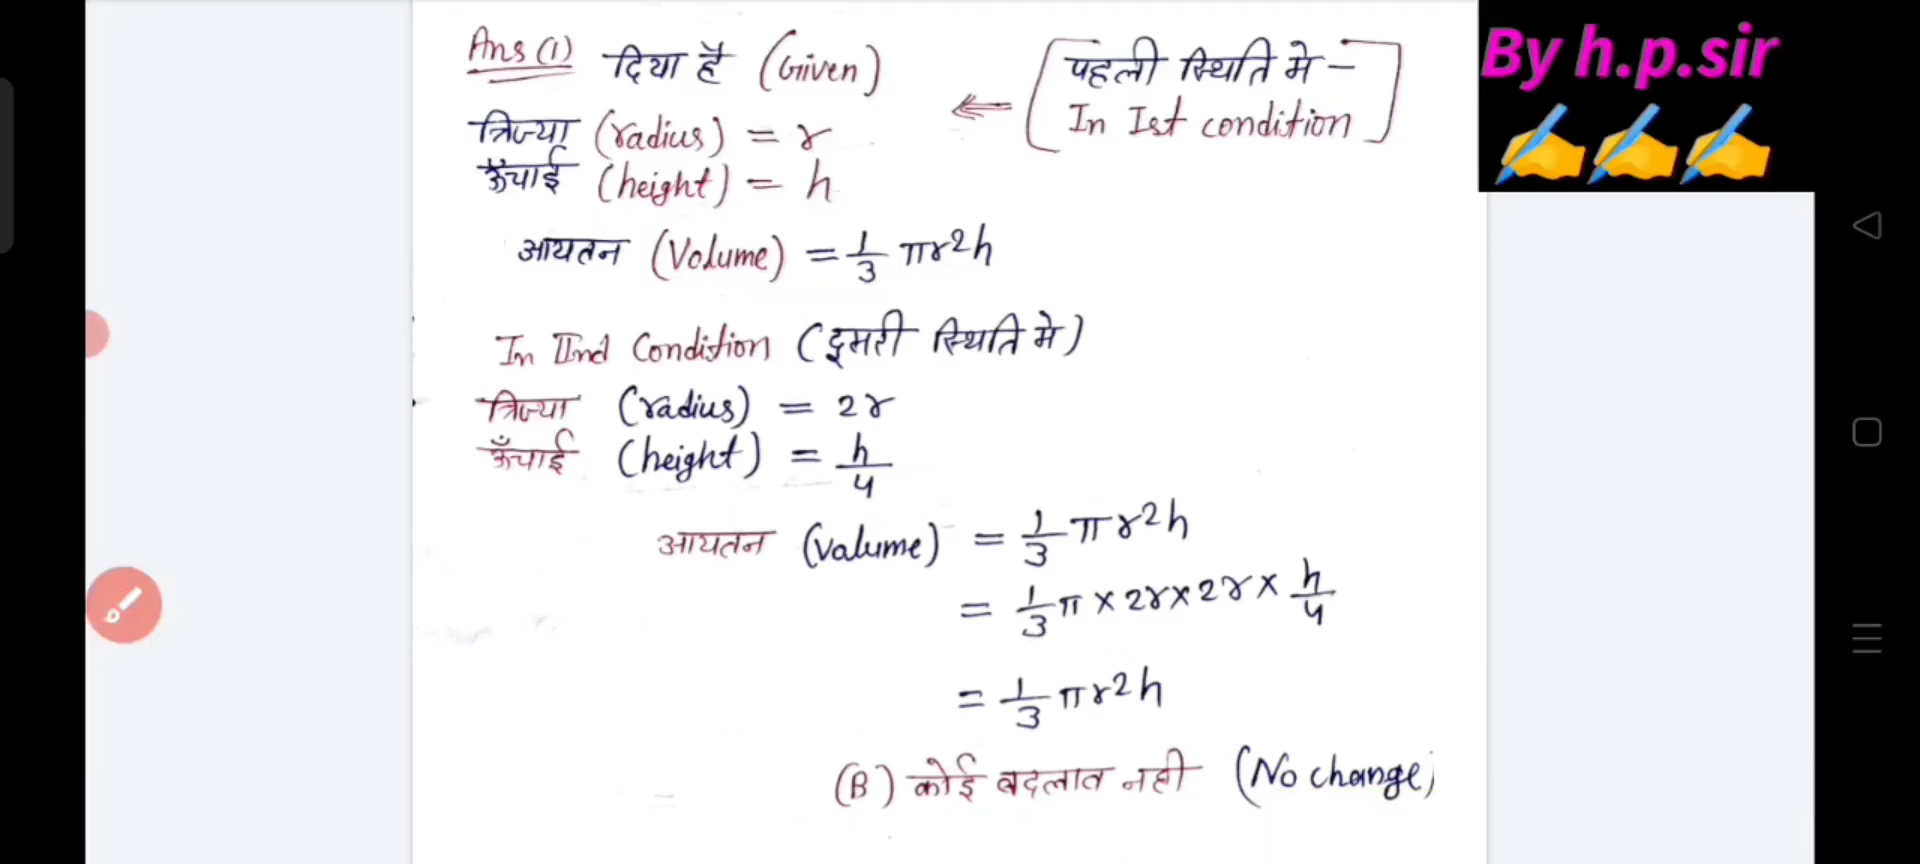 Ans (1) दिया है (Given)
पहली स्थिति मे -
In Ist condition
By h.p.sir
त्रिज्या (radius) = r
ऊँचाई (height) = h
आयतन (Volume) = 1/3 πr2h
In IInd Condition (दुसरी स्थिति मे)
त्रिज्या (radius) = 2r
ऊँचाई (height) = h/4
आयतन (Valume) = 1/3 πr2h
= 1/3 π × 2r × 2r × h/4
= 1/3 πr2h
(B) कोई बदलाव नही (No change)